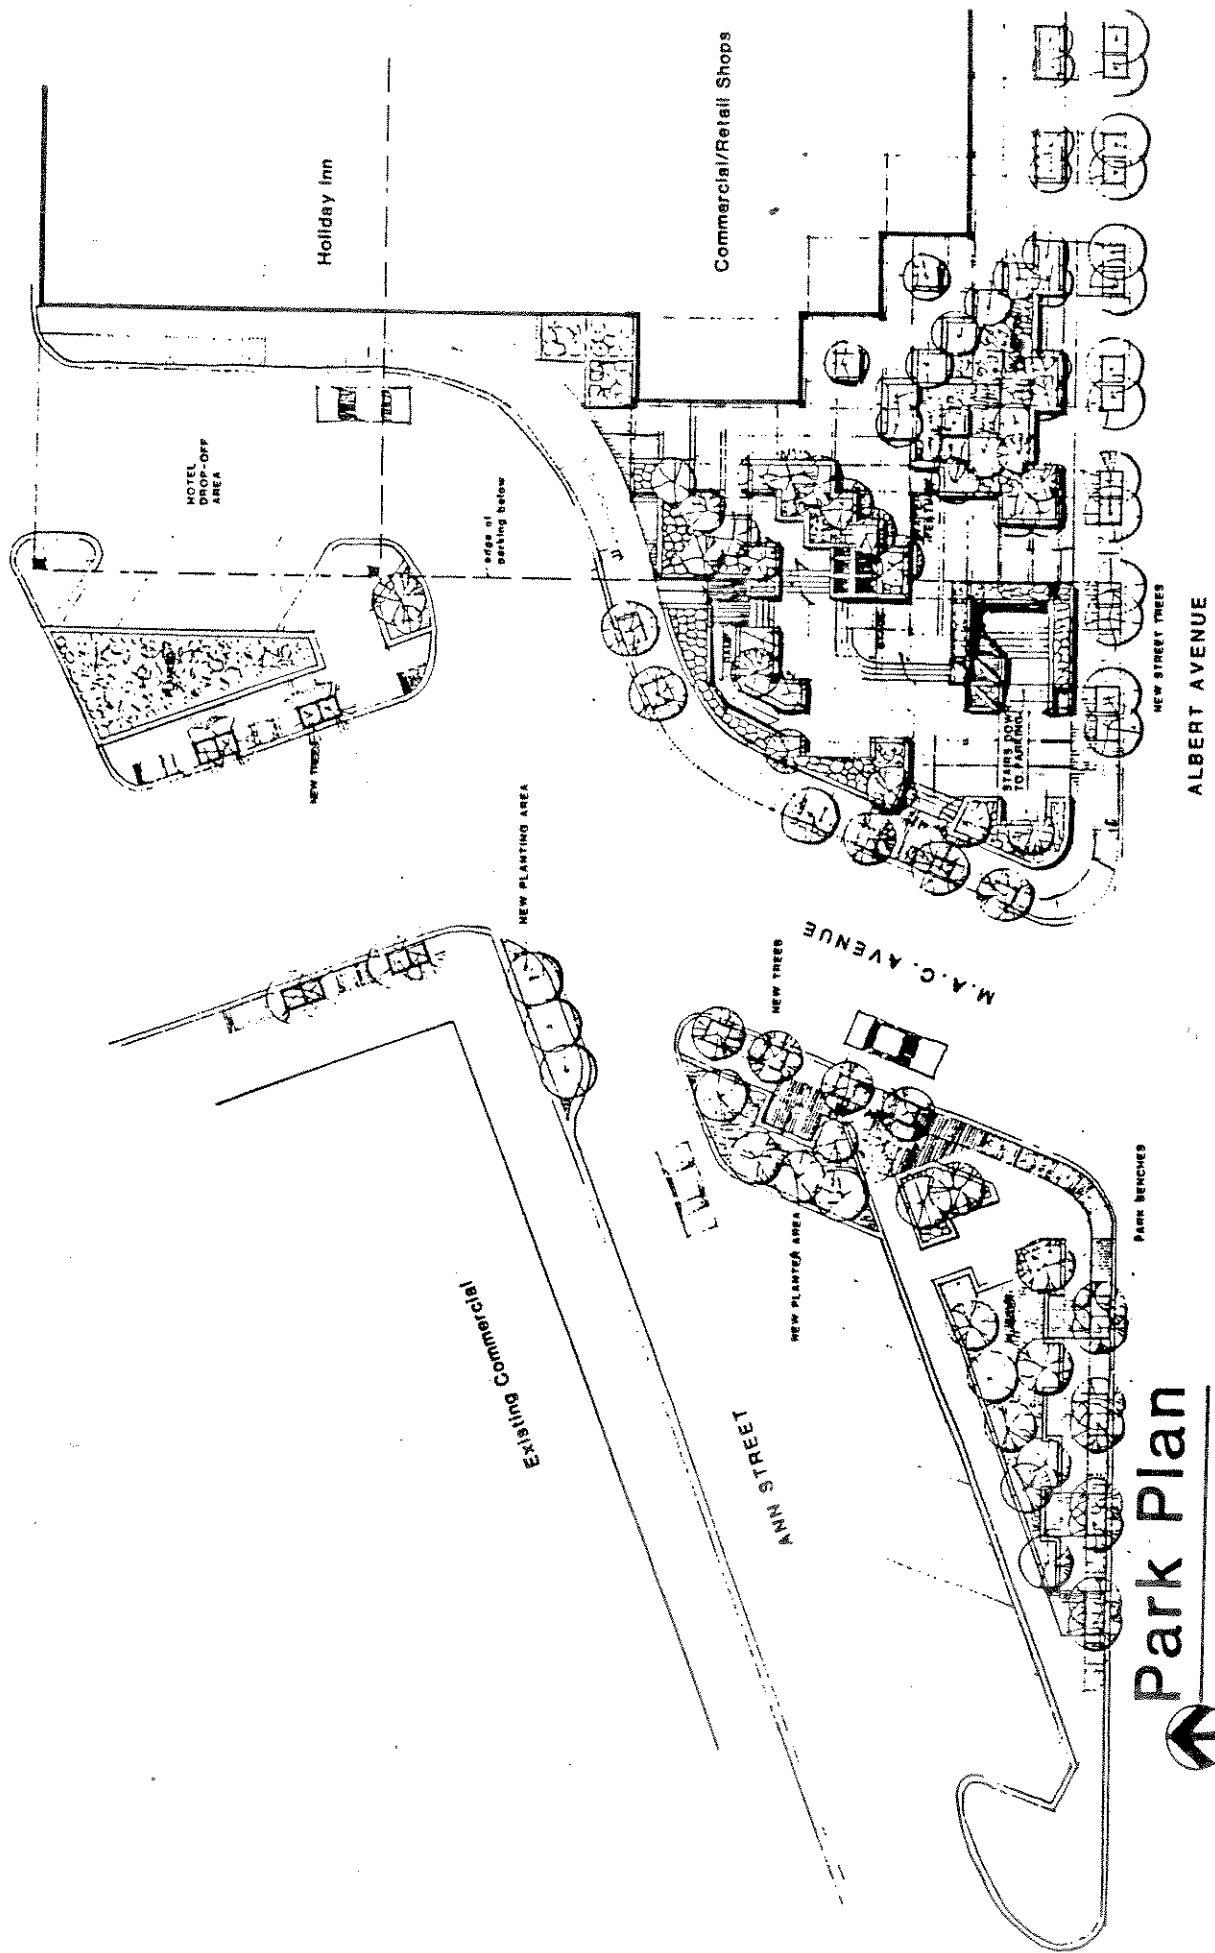 Holiday Inn
Commercial/Retail Shops
HOTEL
DROP-OFF
AREA
edge of
parking below
NEW TREES
NEW PLANTING AREA
STAIRS DOWN
TO PARKING
NEW STREET TREES
ALBERT AVENUE
M.A.C. AVENUE
NEW TREES
NEW PLANTER AREA
PARK BENCHES
Existing Commercial
ANN STREET
Park Plan